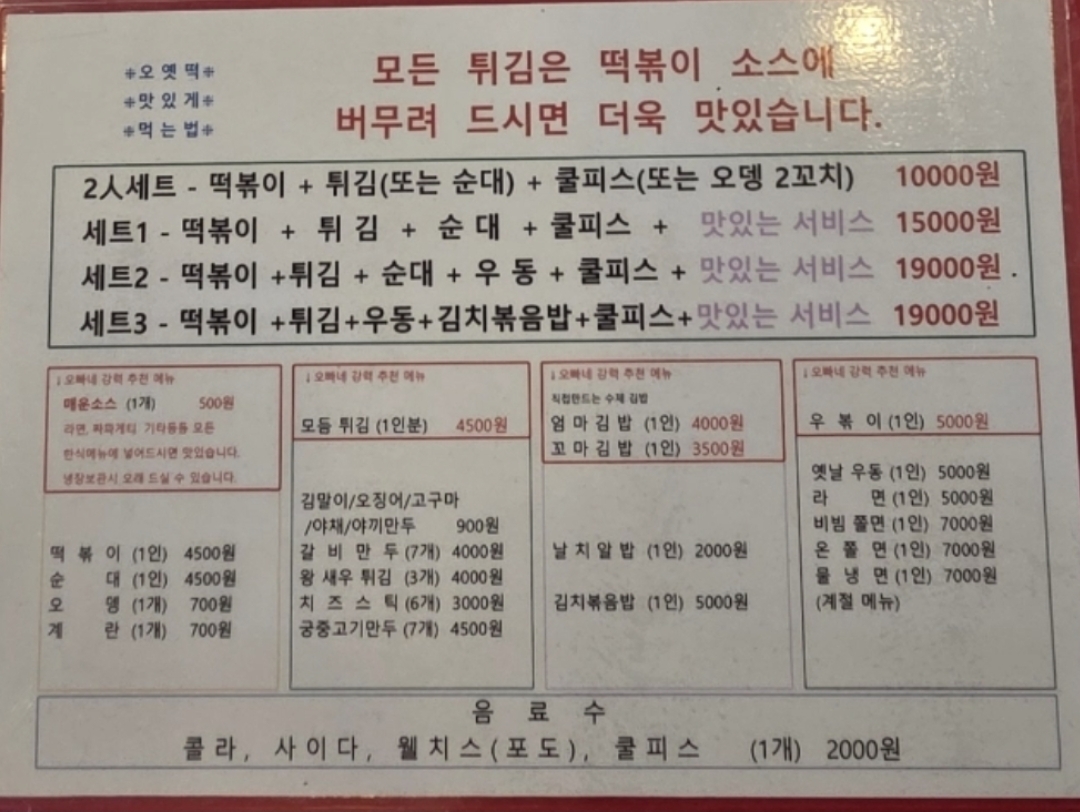 ❉오 옛 떡❉
❉맛 있 게❉
❉먹 는 법❉
모든 튀김은 떡볶이 소스에
버무려 드시면 더욱 맛있습니다.
2人세트 - 떡볶이 + 튀김(또는 순대) + 쿨피스(또는 오뎅 2꼬치) 10000원
세트1 - 떡볶이 + 튀 김 + 순 대 + 쿨피스 + 맛있는 서비스 15000원
세트2 - 떡볶이 +튀김 + 순대 + 우 동 + 쿨피스 + 맛있는 서비스 19000원
세트3 - 떡볶이 +튀김+우동+김치볶음밥+쿨피스+맛있는 서비스 19000원
↓오빠네 강력 추천 메뉴
매운소스 (1개) 500원
라면, 짜파게티 기타등등 모든
한식메뉴에 넣어드시면 맛있습니다.
냉장보관시 오래 드실 수 있습니다.
떡 볶 이 (1인) 4500원
순 대 (1인) 4500원
오 뎅 (1개) 700원
계 란 (1개) 700원
↓오빠네 강력 추천 메뉴
모듬 튀김 (1인분) 4500원
김말이/오징어/고구마
/야채/야끼만두 900원
갈 비 만 두 (7개) 4000원
왕 새우 튀김 (3개) 4000원
치 즈 스 틱 (6개) 3000원
궁중고기만두 (7개) 4500원
↓오빠네 강력 추천 메뉴
직접만드는 수제 김밥
엄 마 김 밥 (1인) 4000원
꼬 마 김 밥 (1인) 3500원
날 치 알 밥 (1인) 2000원
김치볶음밥 (1인) 5000원
↓오빠네 강력 추천 메뉴
우 볶 이 (1인) 5000원
옛날 우동 (1인) 5000원
라 면 (1인) 5000원
비빔 쫄면 (1인) 7000원
온 쫄 면 (1인) 7000원
물 냉 면 (1인) 7000원
(계절 메뉴)
음 료 수
콜 라 , 사 이 다 , 웰 치 스 ( 포 도 ) , 쿨 피 스 (1개) 2000원